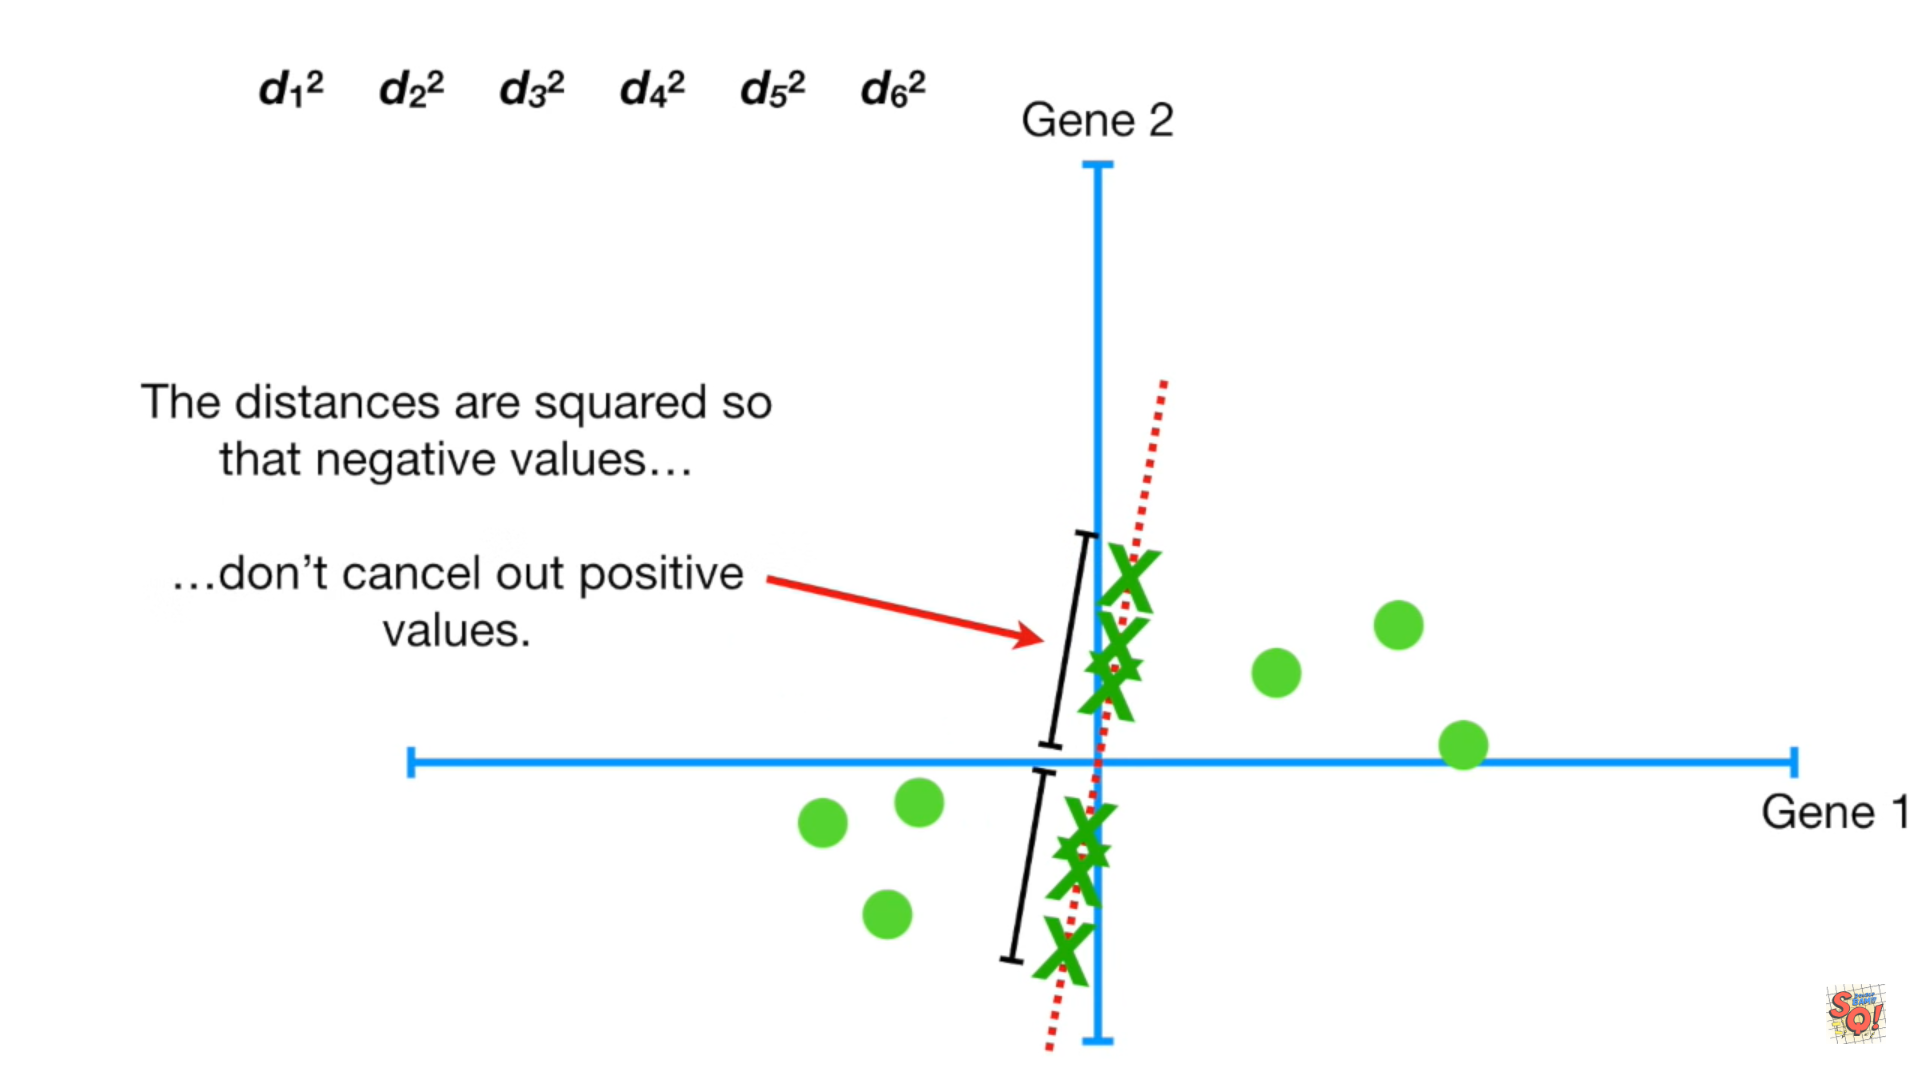 d₁² d₂² d₃² d₄² d₅² d₆²
Gene 2
The distances are squared so
that negative values…
…don’t cancel out positive
values.
Gene 1
SQ!